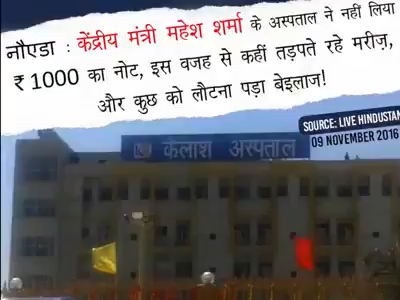 नौएडा : केंद्रीय मंत्री महेश शर्मा के अस्पताल ने नहीं लिया
₹ 1000 का नोट, इस वजह से कहीं तड़पते रहे मरीज़,
और कुछ को लौटना पड़ा बेइलाज!
SOURCE: LIVE HINDUSTAN
09 NOVEMBER 2016
कैलाश अस्पताल